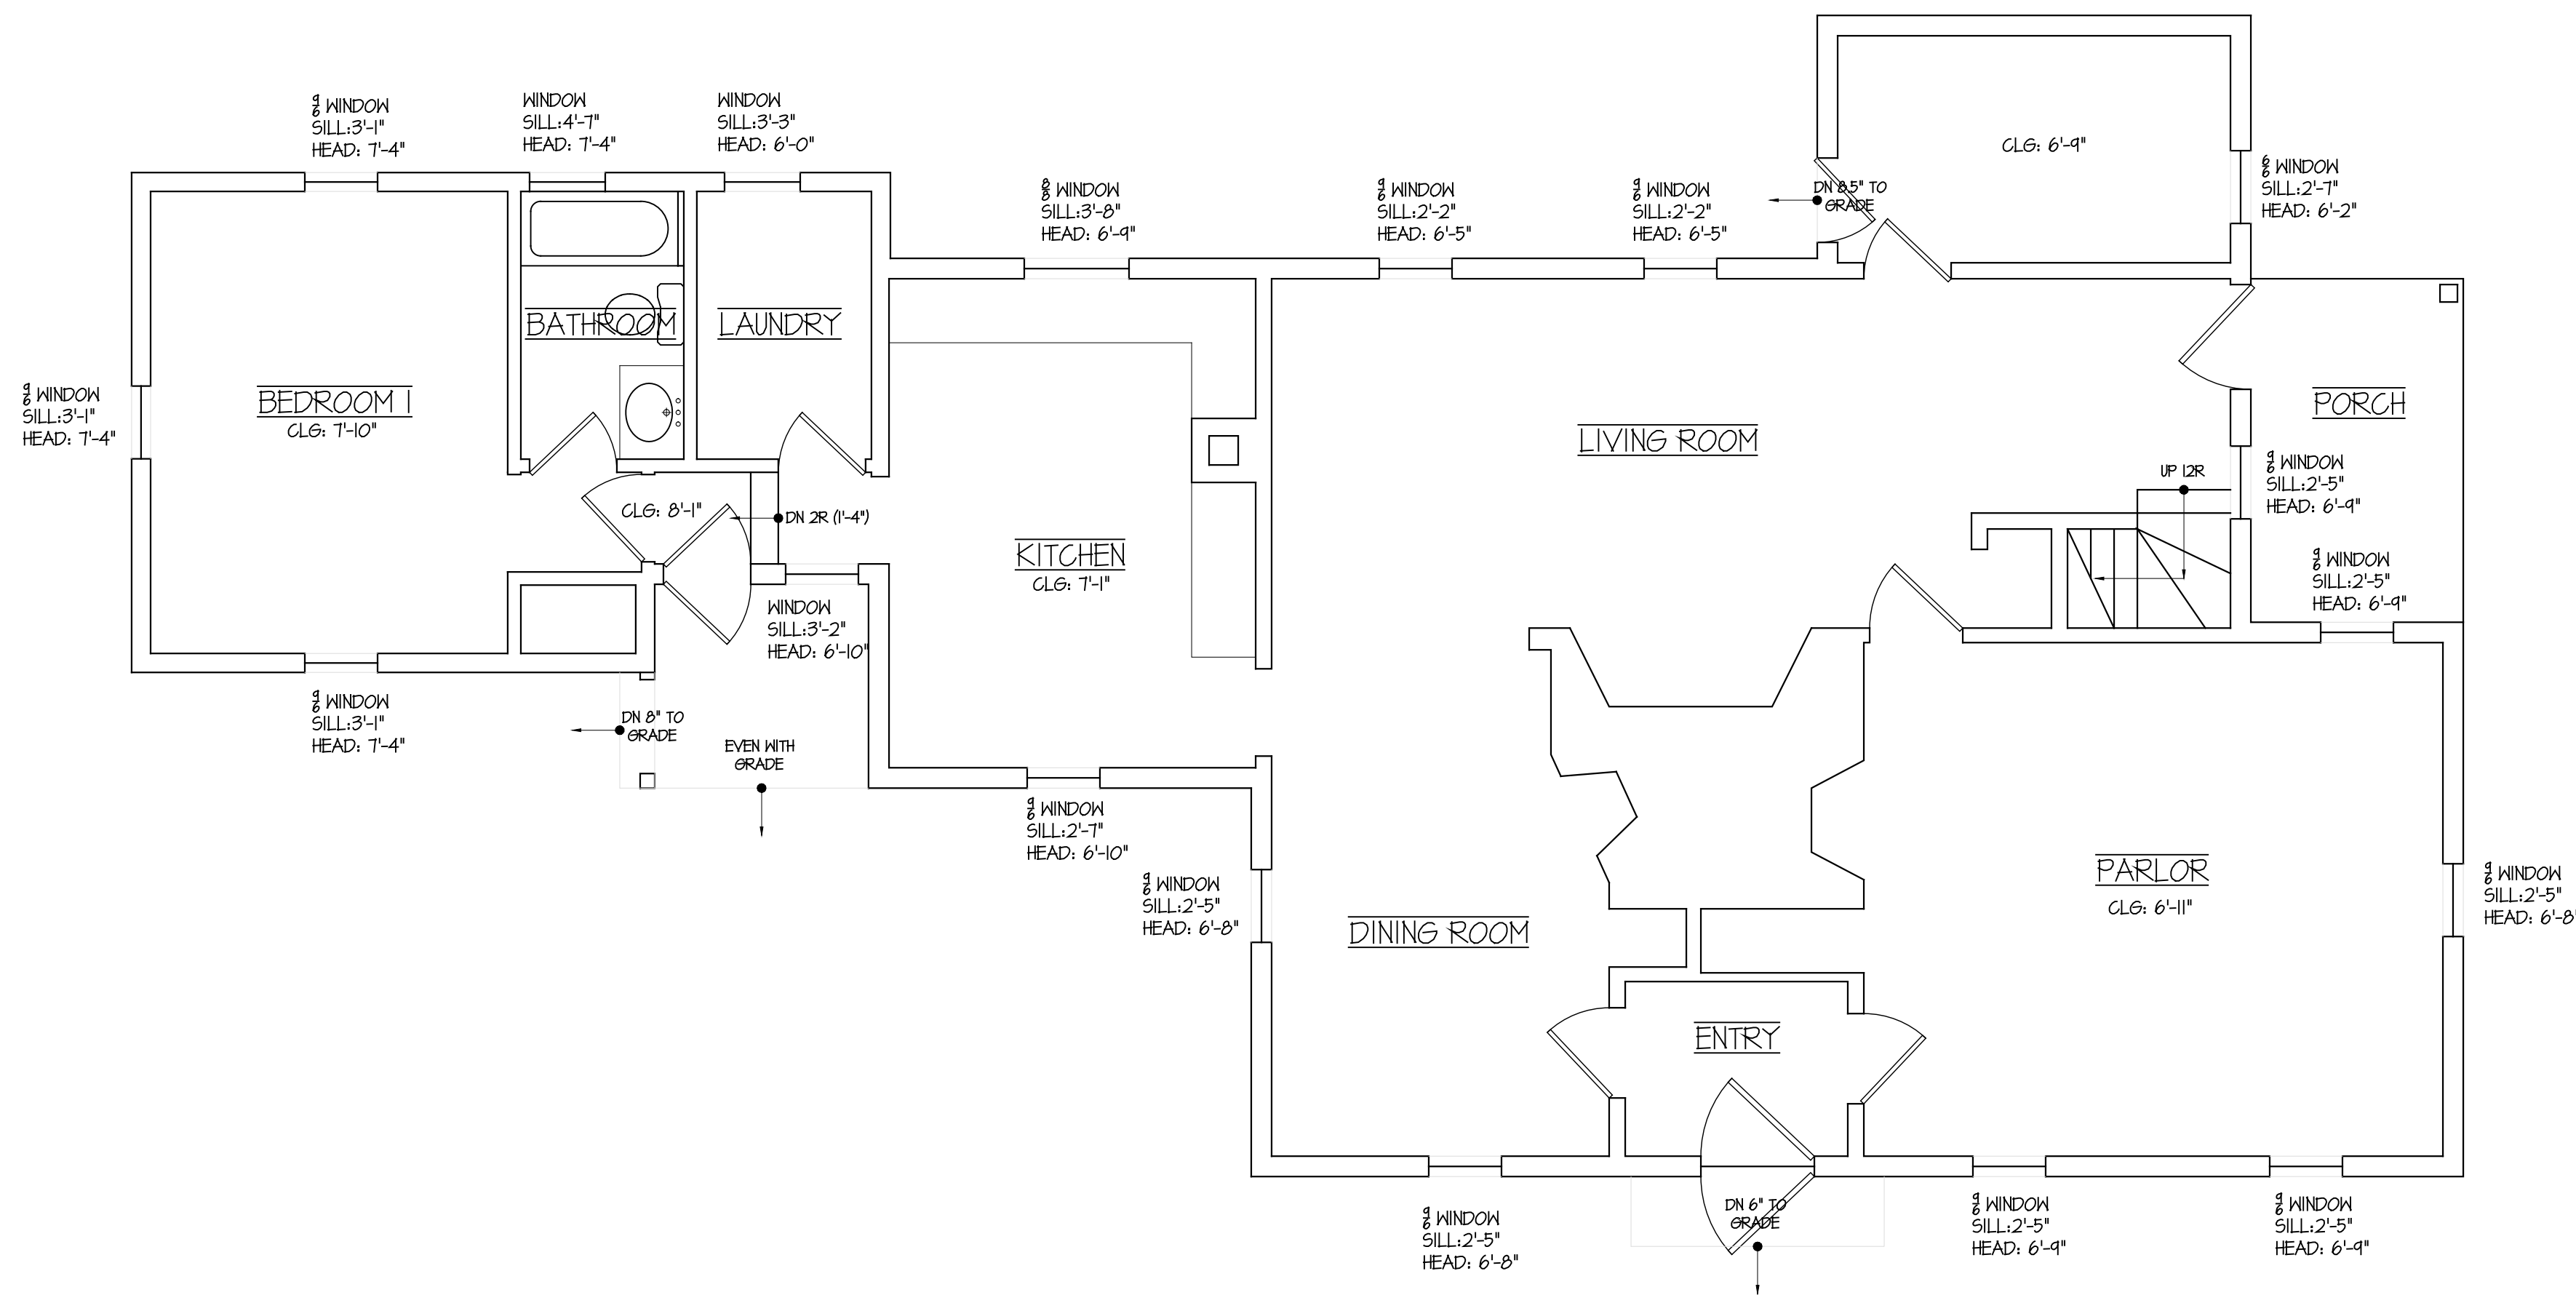 9/6 WINDOW
SILL:3'-1"
HEAD: 7'-4"
WINDOW
SILL:4'-7"
HEAD: 7'-4"
WINDOW
SILL:3'-3"
HEAD: 6'-0"
8/8 WINDOW
SILL:3'-8"
HEAD: 6'-9"
9/6 WINDOW
SILL:2'-2"
HEAD: 6'-5"
9/6 WINDOW
SILL:2'-2"
HEAD: 6'-5"
DN 8.5" TO
GRADE
CLG: 6'-9"
6/6 WINDOW
SILL:2'-7"
HEAD: 6'-2"
9/6 WINDOW
SILL:3'-1"
HEAD: 7'-4"
BEDROOM 1
CLG: 7'-10"
BATHROOM
LAUNDRY
CLG: 8'-1"
DN 2R (1'-4")
KITCHEN
CLG: 7'-1"
LIVING ROOM
UP 12R
PORCH
9/6 WINDOW
SILL:2'-5"
HEAD: 6'-9"
9/6 WINDOW
SILL:2'-5"
HEAD: 6'-9"
WINDOW
SILL:3'-2"
HEAD: 6'-10"
9/6 WINDOW
SILL:3'-1"
HEAD: 7'-4"
DN 8" TO
GRADE
EVEN WITH
GRADE
9/6 WINDOW
SILL:2'-7"
HEAD: 6'-10"
9/6 WINDOW
SILL:2'-5"
HEAD: 6'-8"
DINING ROOM
PARLOR
CLG: 6'-11"
9/6 WINDOW
SILL:2'-5"
HEAD: 6'-8"
ENTRY
9/6 WINDOW
SILL:2'-5"
HEAD: 6'-8"
DN 6" TO
GRADE
9/6 WINDOW
SILL:2'-5"
HEAD: 6'-9"
9/6 WINDOW
SILL:2'-5"
HEAD: 6'-9"